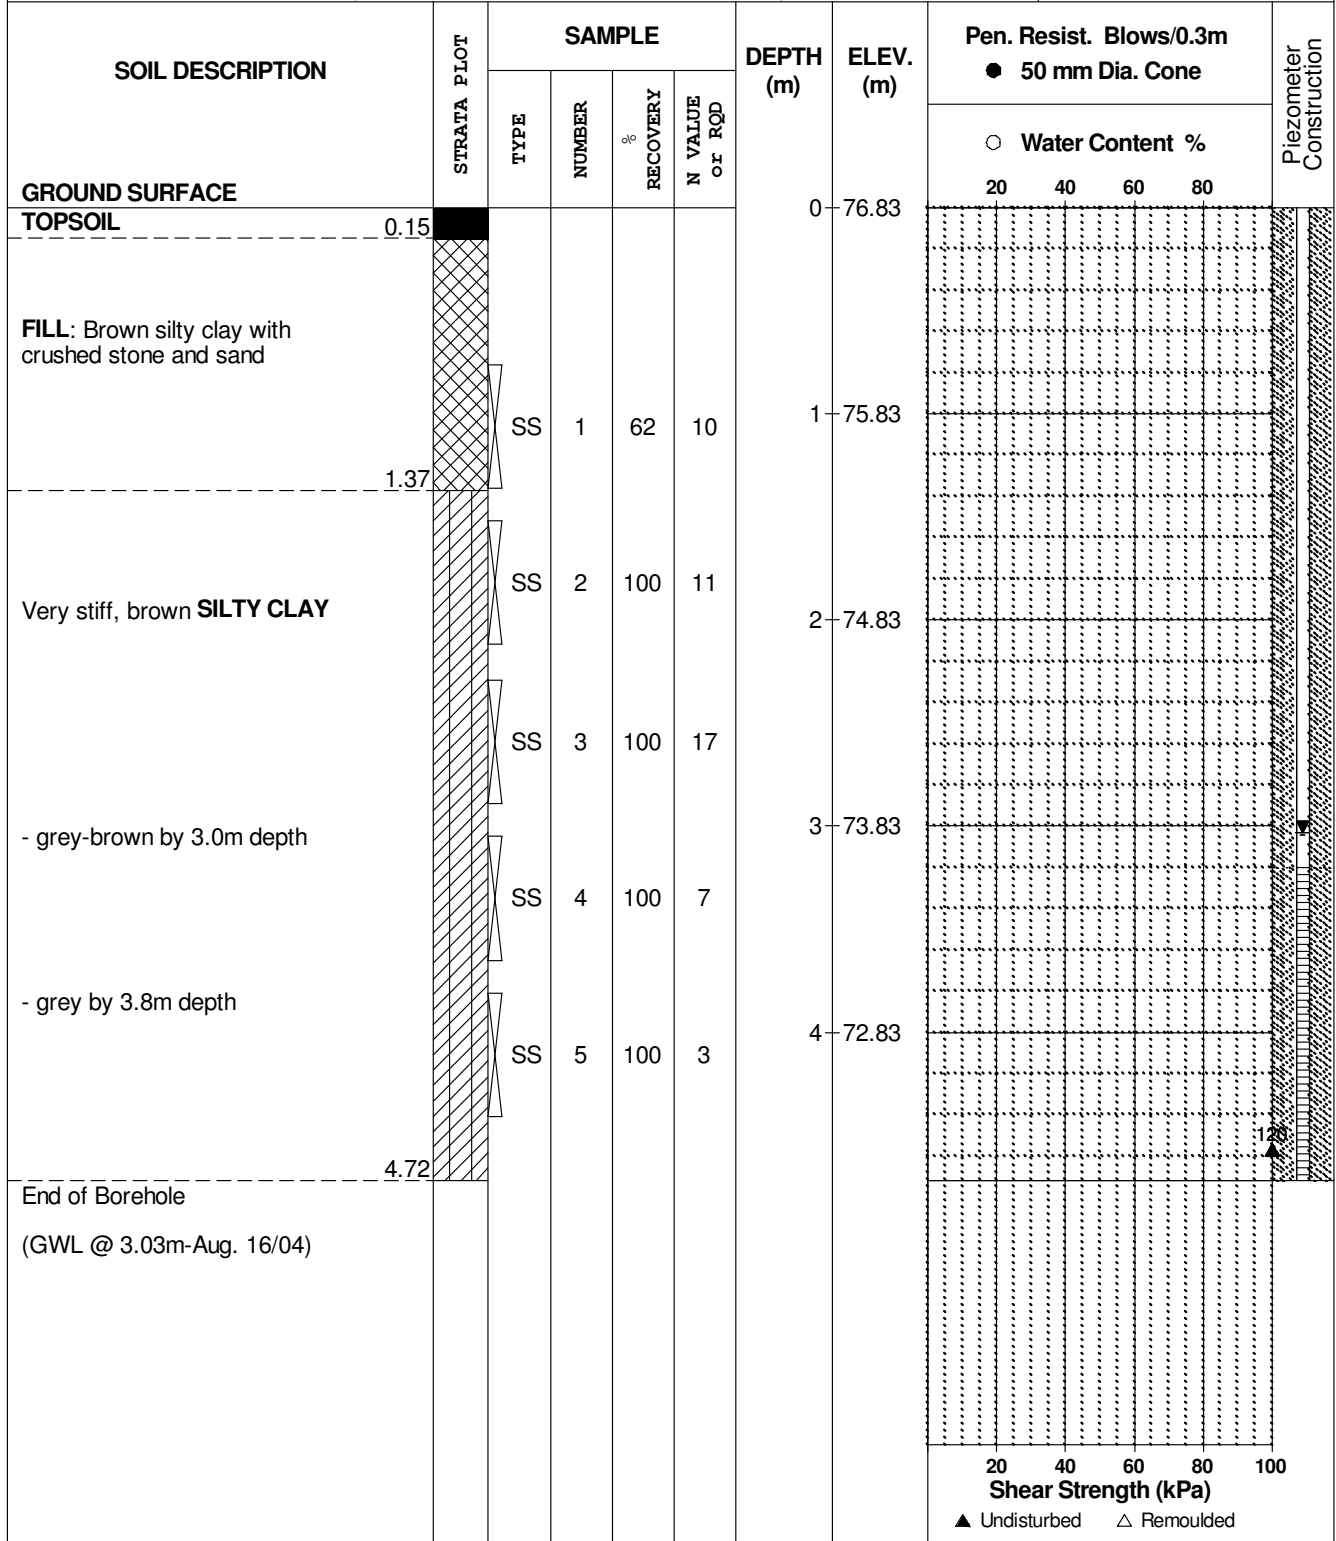 SOIL DESCRIPTION
STRATA PLOT
SAMPLE
TYPE
NUMBER
% RECOVERY
N VALUE or RQD
DEPTH
(m)
ELEV.
(m)
Pen. Resist. Blows/0.3m
● 50 mm Dia. Cone
○ Water Content %
20 40 60 80
Piezometer
Construction
GROUND SURFACE
0 76.83
TOPSOIL
0.15
FILL: Brown silty clay with
crushed stone and sand
1 75.83
SS 1 62 10
1.37
SS 2 100 11
Very stiff, brown SILTY CLAY
2 74.83
SS 3 100 17
3 73.83
- grey-brown by 3.0m depth
SS 4 100 7
- grey by 3.8m depth
4 72.83
SS 5 100 3
120
4.72
End of Borehole
(GWL @ 3.03m-Aug. 16/04)
20 40 60 80 100
Shear Strength (kPa)
▲ Undisturbed △ Remoulded